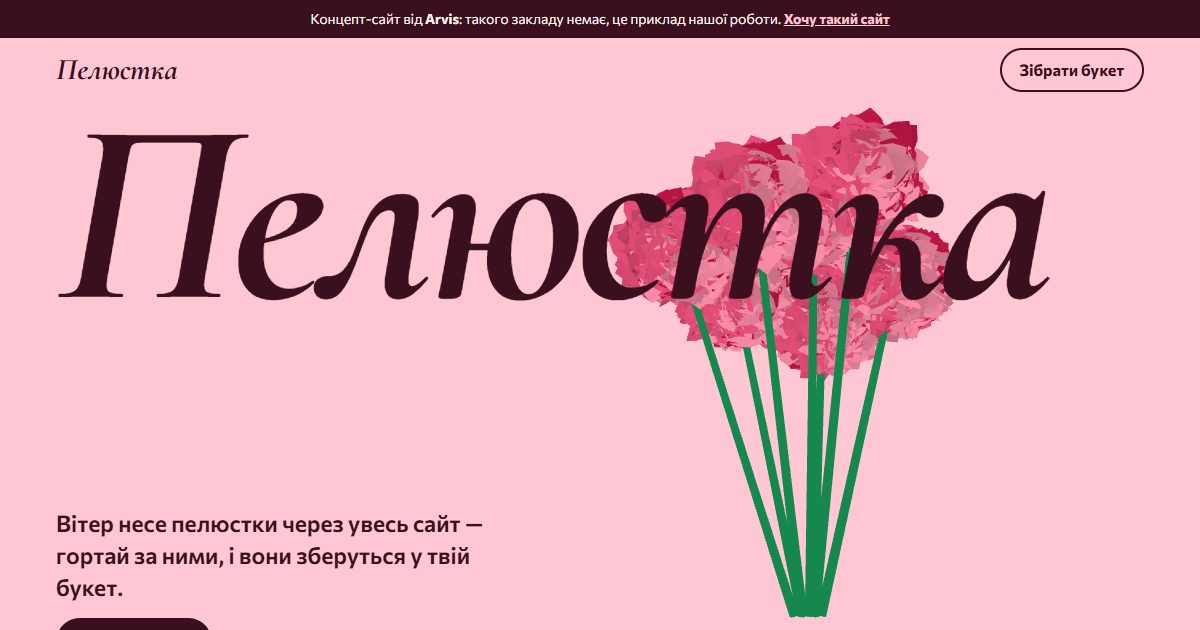 Концепт-сайт від Arvis: такого закладу немає, це приклад нашої роботи. Хочу такий сайт
Пелюстка
Зібрати букет
Пелюстка
Вітер несе пелюстки через увесь сайт —
гортай за ними, і вони зберуться у твій
букет.